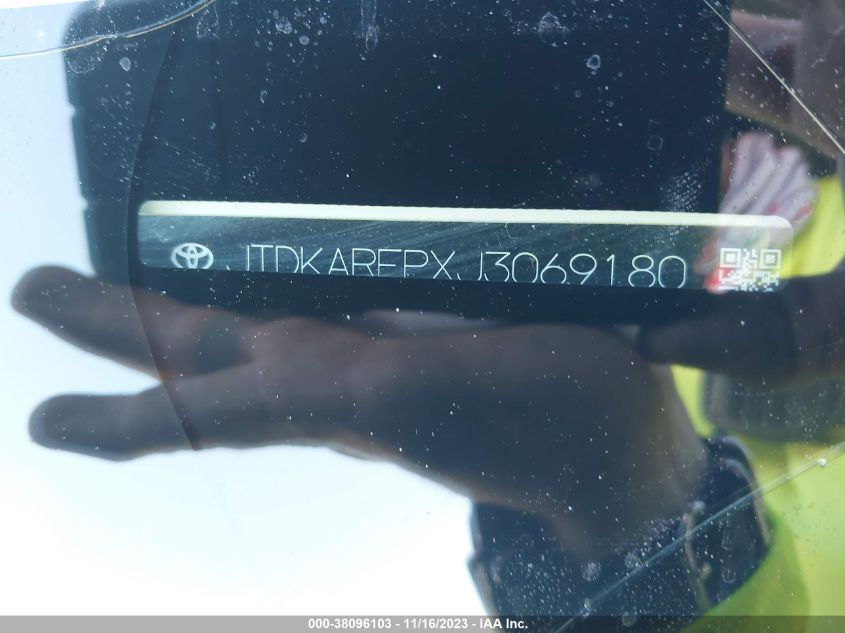 JTDKARFPXJ3069180
000-38096103 - 11/16/2023 - IAA Inc.